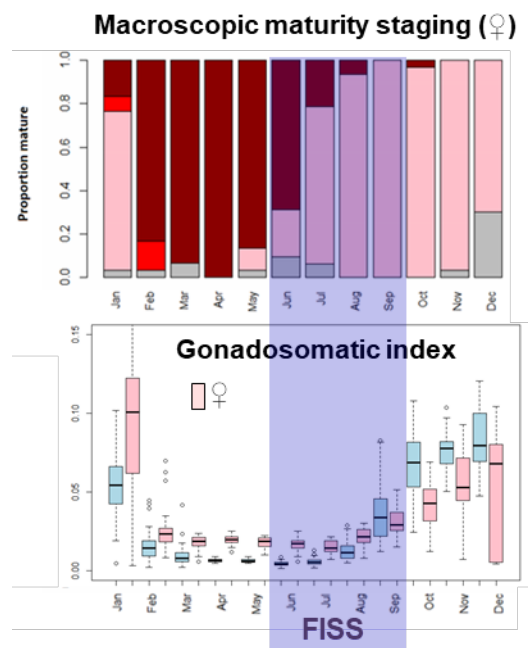 Macroscopic maturity staging (♀)
Proportion mature
1.0
0.8
0.6
0.4
0.2
0.0
Jan Feb Mar Apr May Jun Jul Aug Sep Oct Nov Dec
Gonadosomatic index
♀
0.15
0.10
0.05
0.00
Jan Feb Mar Apr May Jun Jul Aug Sep Oct Nov Dec
FISS